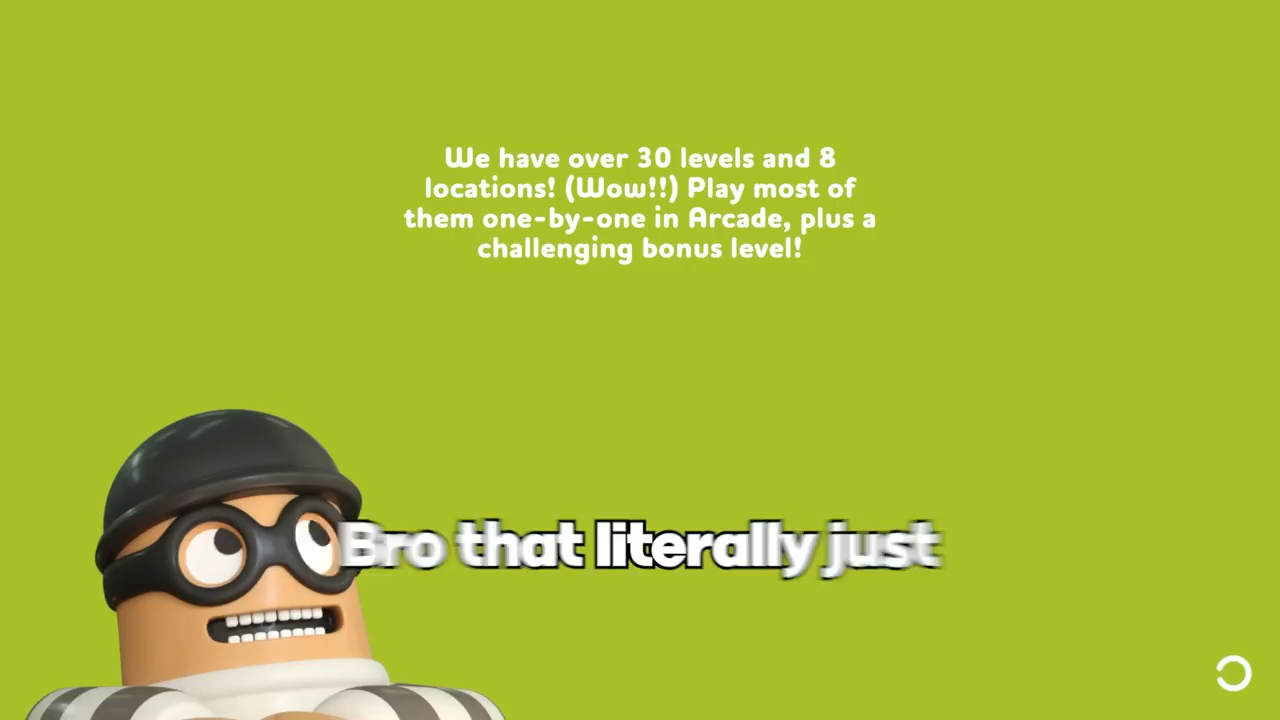 We have over 30 levels and 8
locations! (Wow!!) Play most of
them one-by-one in Arcade, plus a
challenging bonus level!
Bro that literally just